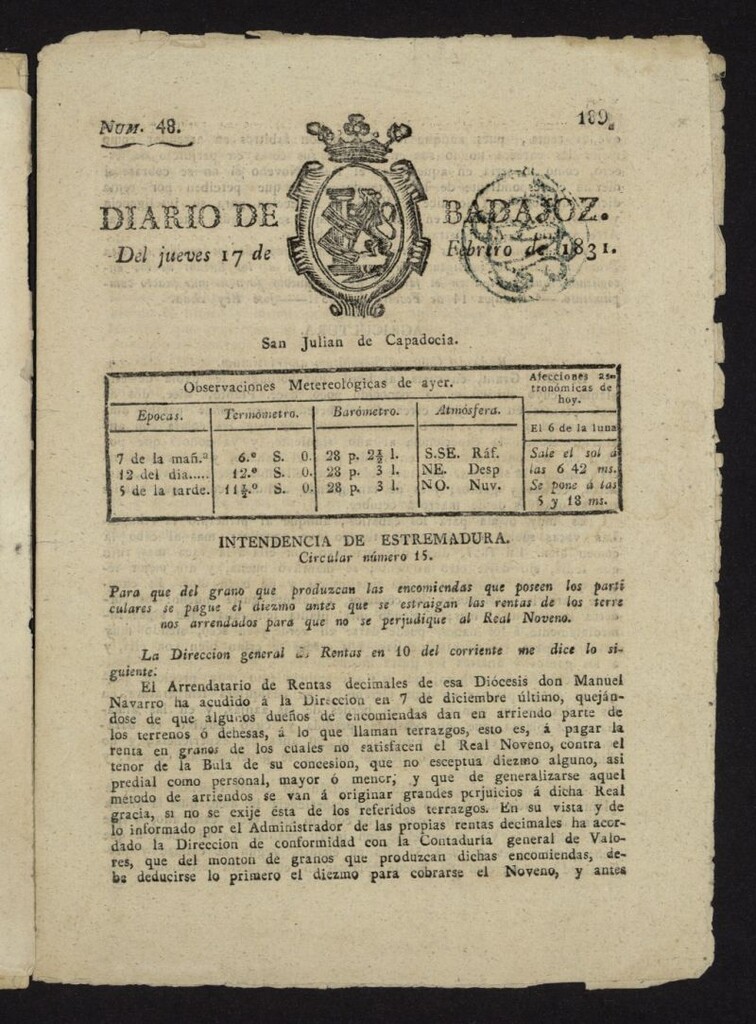 NUM. 48.
189
DIARIO DE BADAJOZ.
Del jueves 17 de Febrero de 1831.
San Julian de Capadocia.
Observaciones Metereológicas de ayer.
Epocas. Termómetro. Barómetro. Atmósfera.
7 de la mañ.ª 6.º S. 0. 28 p. 2½ l. S.SE. Ráf.
12 del dia..... 12.º S. 0. 28 p. 3 l. NE. Desp
5 de la tarde. 11½.º S. 0. 28 p. 3 l. NO. Nuv.
Afecciones as-
tronómicas de
hoy.
El 6 de la luna
Sale el sol á
las 6 42 ms.
Se pone á las
5 y 18 ms.
INTENDENCIA DE ESTREMADURA.
Circular número 15.
Para que del grano que produzcan las encomiendas que poseen los parti
culares se pague el diezmo antes que se estraigan las rentas de los terre
nos arrendados para que no se perjudique al Real Noveno.
La Direccion general de Rentas en 10 del corriente me dice lo si-
guiente:
El Arrendatario de Rentas decimales de esa Diócesis don Manuel
Navarro ha acudido á la Direccion en 7 de diciembre último, queján-
dose de que algunos dueños de encomiendas dan en arriendo parte de
los terrenos ó dehesas, á lo que llaman terrazgos, esto es, á pagar la
renta en granos de los cuales no satisfacen el Real Noveno, contra el
tenor de la Bula de su concesion, que no esceptua diezmo alguno, asi
predial como personal, mayor ó menor; y que de generalizarse aquel
método de arriendos se van á originar grandes perjuicios á dicha Real
gracia, si no se exije ésta de los referidos terrazgos. En su vista y de
lo informado por el Administrador de las propias rentas decimales ha acor-
dado la Direccion de conformidad con la Contaduría general de Valo-
res, que del monton de granos que produzcan dichas encomiendas, de-
be deducirse lo primero el diezmo para cobrarse el Noveno, y antes